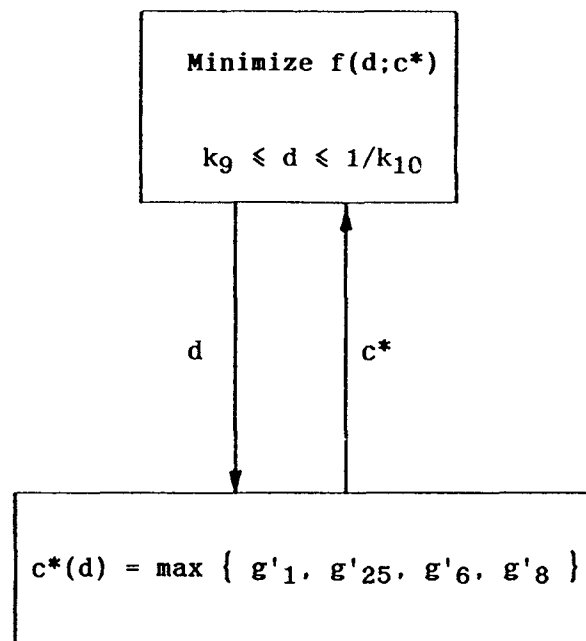 Minimize f(d;c*)
k₉ ⩽ d ⩽ 1/k₁₀
d
c*
c*(d) = max { g'₁, g'₂₅, g'₆, g'₈ }